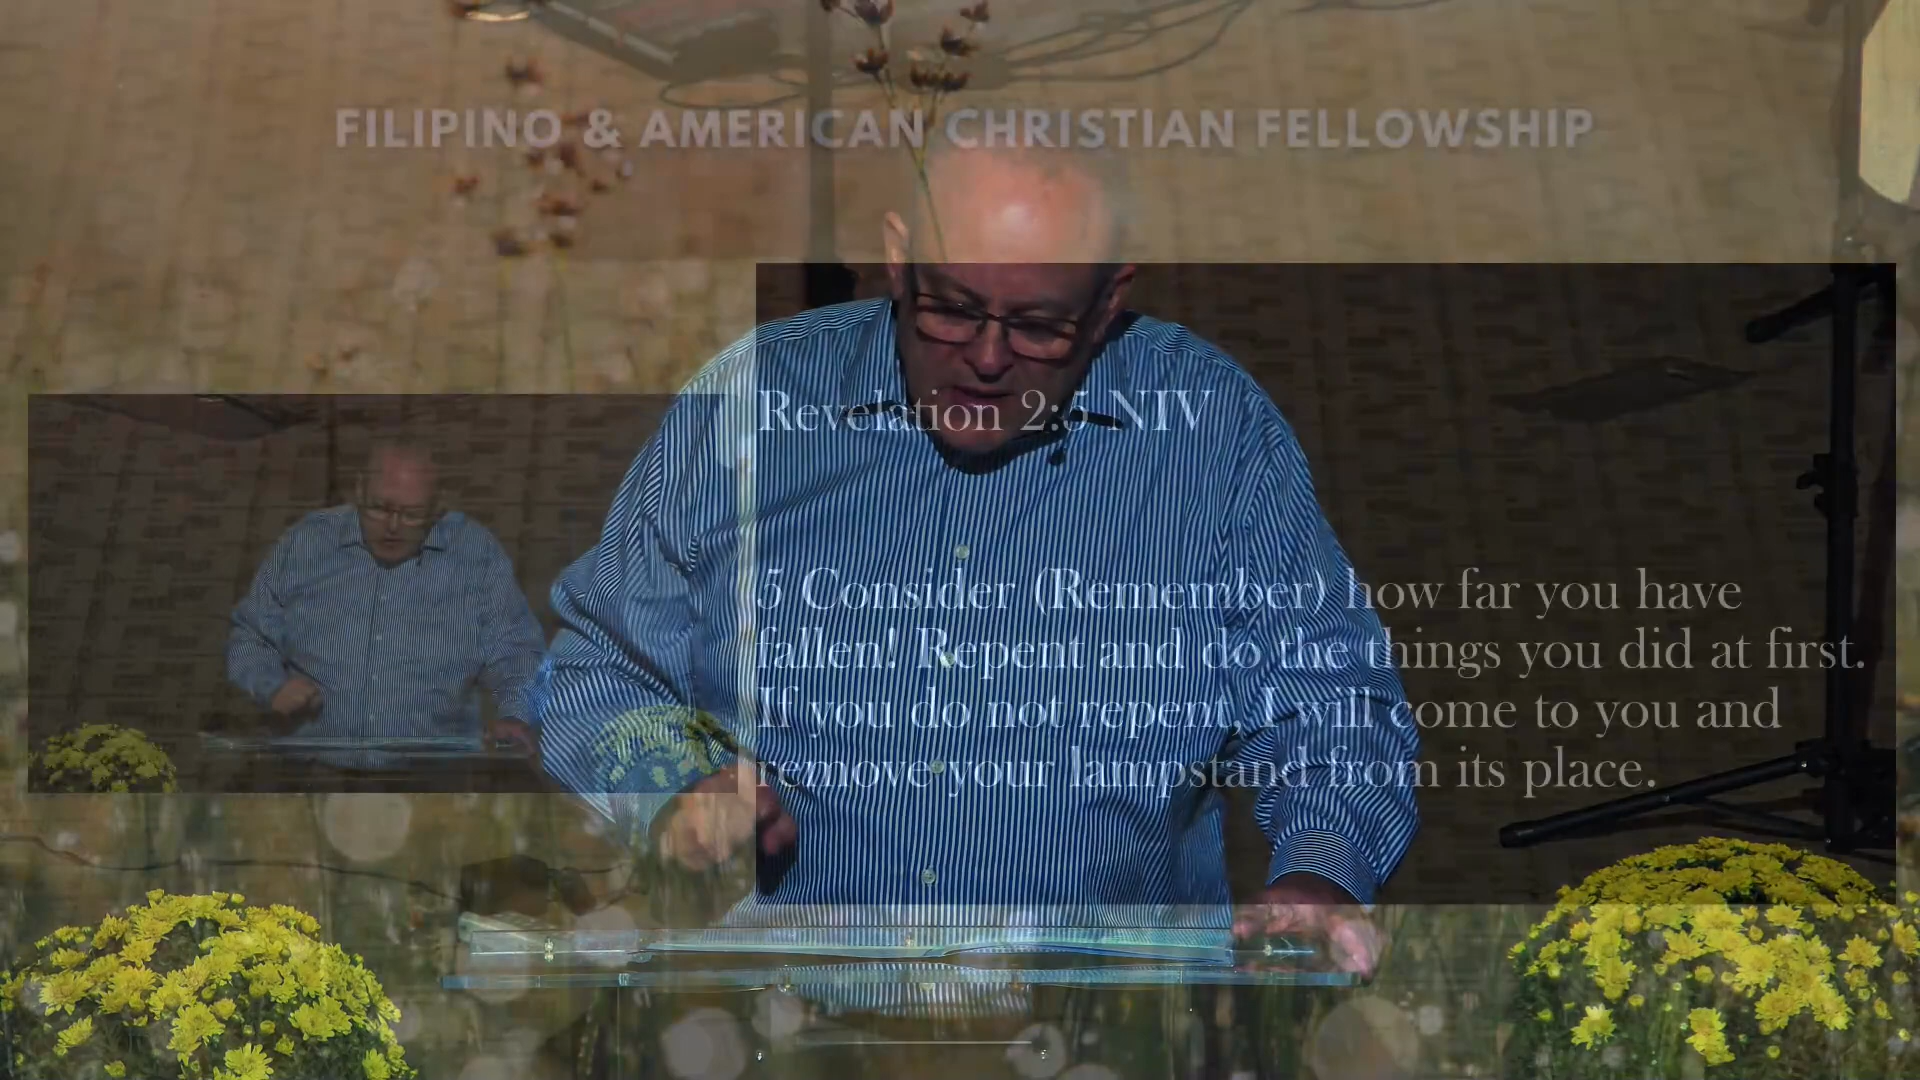 FILIPINO & AMERICAN CHRISTIAN FELLOWSHIP
Revelation 2:5 NIV
5 Consider (Remember) how far you have
fallen! Repent and do the things you did at first.
If you do not repent, I will come to you and
remove your lampstand from its place.